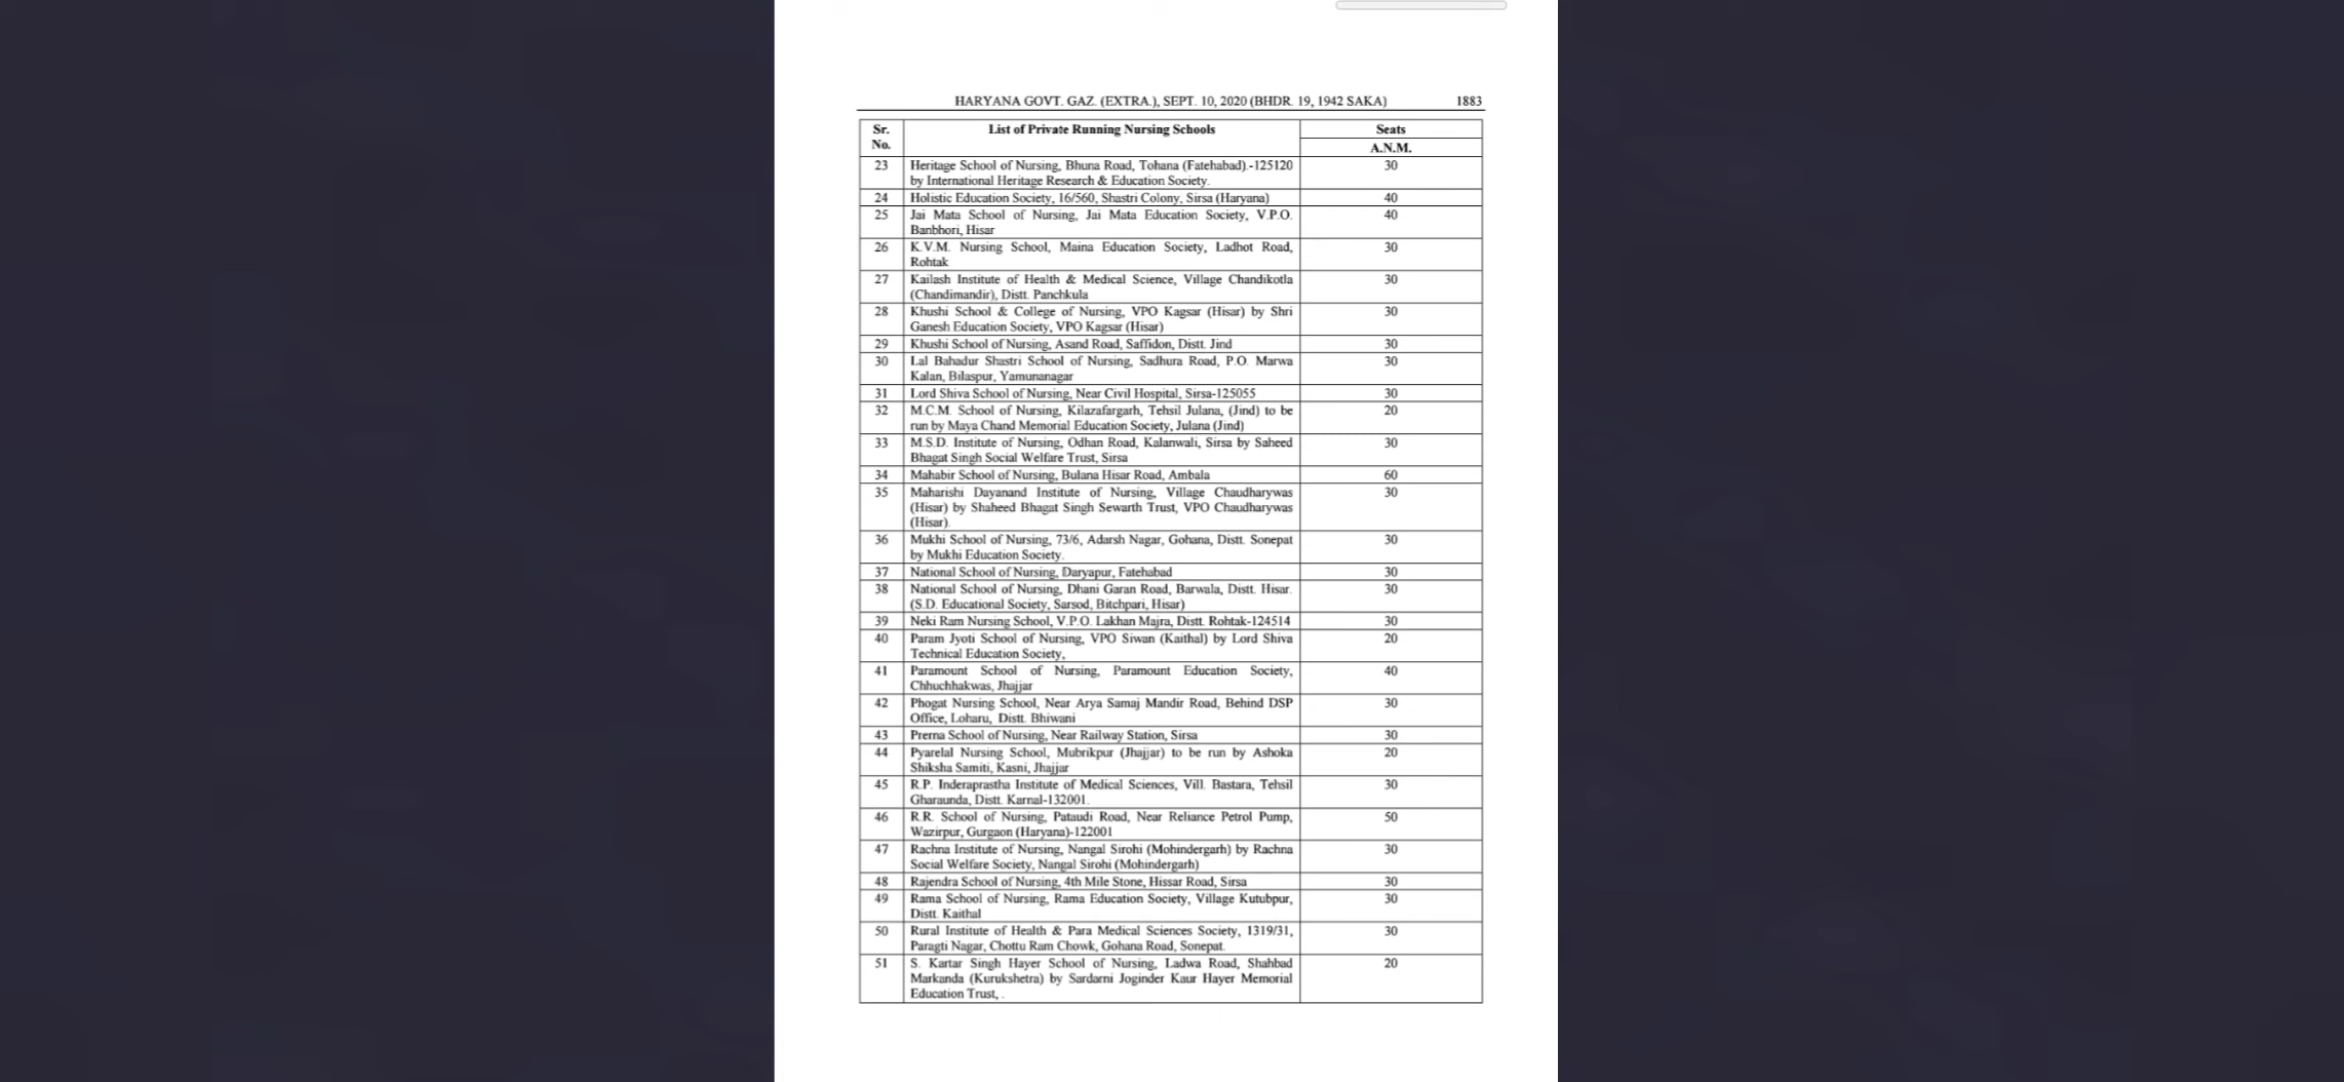 HARYANA GOVT. GAZ. (EXTRA.), SEPT. 10, 2020 (BHDR. 19, 1942 SAKA) 1883
Sr. No. List of Private Running Nursing Schools Seats
A.N.M.
23 Heritage School of Nursing, Bhuna Road, Tohana (Fatehabad).-125120 30
by International Heritage Research & Education Society.
24 Holistic Education Society, 16/560, Shastri Colony, Sirsa (Haryana) 40
25 Jai Mata School of Nursing, Jai Mata Education Society, V.P.O. 40
Banbhori, Hisar
26 K.V.M. Nursing School, Maina Education Society, Ladhot Road, 30
Rohtak
27 Kailash Institute of Health & Medical Science, Village Chandikotla 30
(Chandimandir), Distt. Panchkula
28 Khushi School & College of Nursing, VPO Kagsar (Hisar) by Shri 30
Ganesh Education Society, VPO Kagsar (Hisar)
29 Khushi School of Nursing, Asand Road, Saffidon, Distt. Jind 30
30 Lal Bahadur Shastri School of Nursing, Sadhura Road, P.O. Marwa 30
Kalan, Bilaspur, Yamunanagar
31 Lord Shiva School of Nursing, Near Civil Hospital, Sirsa-125055 30
32 M.C.M. School of Nursing, Kilazafargarh, Tehsil Julana, (Jind) to be 20
run by Maya Chand Memorial Education Society, Julana (Jind)
33 M.S.D. Institute of Nursing, Odhan Road, Kalanwali, Sirsa by Saheed 30
Bhagat Singh Social Welfare Trust, Sirsa
34 Mahabir School of Nursing, Bulana Hisar Road, Ambala 60
35 Maharishi Dayanand Institute of Nursing, Village Chaudharywas 30
(Hisar) by Shaheed Bhagat Singh Sewarth Trust, VPO Chaudharywas
(Hisar).
36 Mukhi School of Nursing, 73/6, Adarsh Nagar, Gohana, Distt. Sonepat 30
by Mukhi Education Society.
37 National School of Nursing, Daryapur, Fatehabad 30
38 National School of Nursing, Dhani Garan Road, Barwala, Distt. Hisar. 30
(S.D. Educational Society, Sarsod, Bitchpari, Hisar)
39 Neki Ram Nursing School, V.P.O. Lakhan Majra, Distt. Rohtak-124514 30
40 Param Jyoti School of Nursing, VPO Siwan (Kaithal) by Lord Shiva 20
Technical Education Society,
41 Paramount School of Nursing, Paramount Education Society, 40
Chhuchhakwas, Jhajjar
42 Phogat Nursing School, Near Arya Samaj Mandir Road, Behind DSP 30
Office, Loharu, Distt. Bhiwani
43 Prerna School of Nursing, Near Railway Station, Sirsa 30
44 Pyarelal Nursing School, Mubrikpur (Jhajjar) to be run by Ashoka 20
Shiksha Samiti, Kasni, Jhajjar
45 R.P. Inderaprastha Institute of Medical Sciences, Vill. Bastara, Tehsil 30
Gharaunda, Distt. Karnal-132001.
46 R.R. School of Nursing, Pataudi Road, Near Reliance Petrol Pump, 50
Wazirpur, Gurgaon (Haryana)-122001
47 Rachna Institute of Nursing, Nangal Sirohi (Mohindergarh) by Rachna 30
Social Welfare Society, Nangal Sirohi (Mohindergarh)
48 Rajendra School of Nursing, 4th Mile Stone, Hissar Road, Sirsa 30
49 Rama School of Nursing, Rama Education Society, Village Kutubpur, 30
Distt. Kaithal
50 Rural Institute of Health & Para Medical Sciences Society, 1319/31, 30
Paragti Nagar, Chottu Ram Chowk, Gohana Road, Sonepat.
51 S. Kartar Singh Hayer School of Nursing, Ladwa Road, Shahbad 20
Markanda (Kurukshetra) by Sardarni Joginder Kaur Hayer Memorial
Education Trust, .